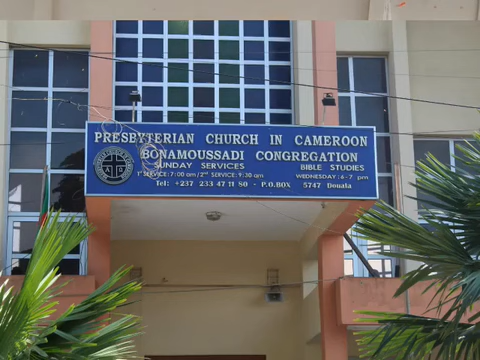 PRESBYTERIAN CHURCH IN CAMEROON
BONAMOUSSADI CONGREGATION
SUNDAY SERVICES BIBLE STUDIES
1ST SERVICE: 7:00 am / 2ND SERVICE: 9:30 am WEDNESDAY: 6 - 7 pm
Tel: +237 233 47 11 80 - P.O.BOX 5747 Douala